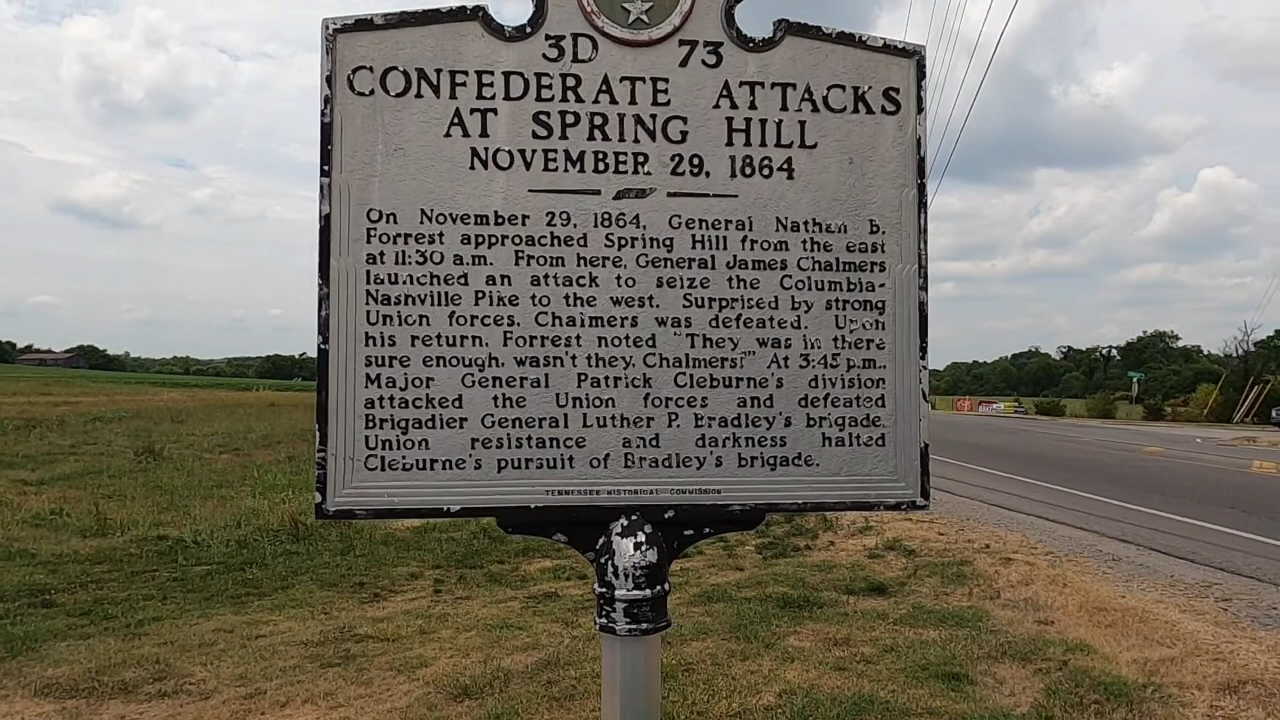 3D 73
CONFEDERATE ATTACKS
AT SPRING HILL
NOVEMBER 29, 1864
On November 29, 1864, General Nathan B.
Forrest approached Spring Hill from the east
at 11:30 a.m. From here, General James Chalmers
launched an attack to seize the Columbia-
Nashville Pike to the west. Surprised by strong
Union forces, Chalmers was defeated. Upon
his return, Forrest noted "They was in there
sure enough, wasn't they, Chalmers?" At 3:45 p.m.,
Major General Patrick Cleburne's division
attacked the Union forces and defeated
Brigadier General Luther P. Bradley's brigade.
Union resistance and darkness halted
Cleburne's pursuit of Bradley's brigade.
TENNESSEE HISTORICAL COMMISSION